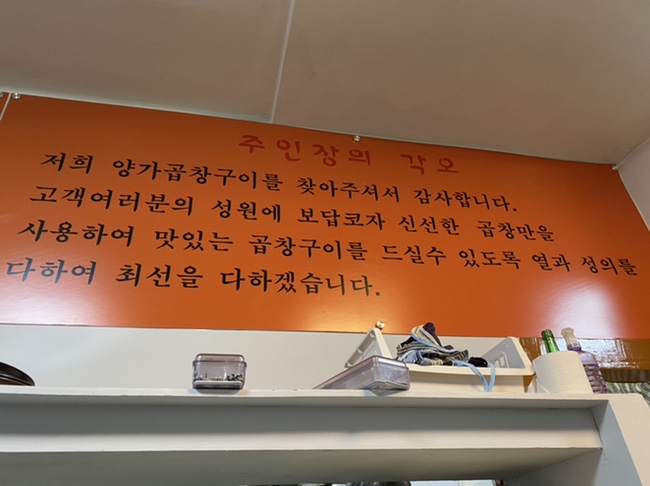 주인장의 각오
저희 양가곱창구이를 찾아주셔서 감사합니다.
고객여러분의 성원에 보답코자 신선한 곱창만을
사용하여 맛있는 곱창구이를 드실수 있도록 열과 성의를
다하여 최선을 다하겠습니다.